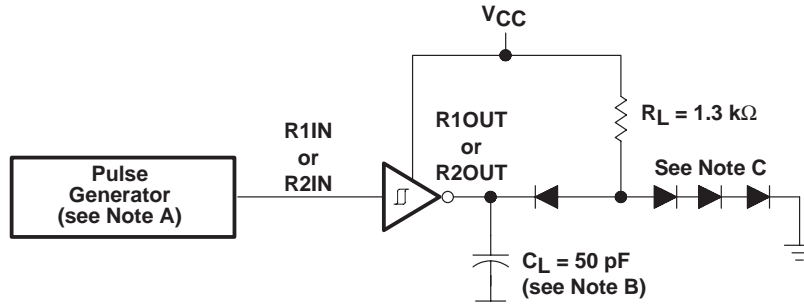 VCC
R1IN
or
R2IN
R1OUT
or
R2OUT
RL = 1.3 kΩ
Pulse
Generator
(see Note A)
See Note C
CL = 50 pF
(see Note B)